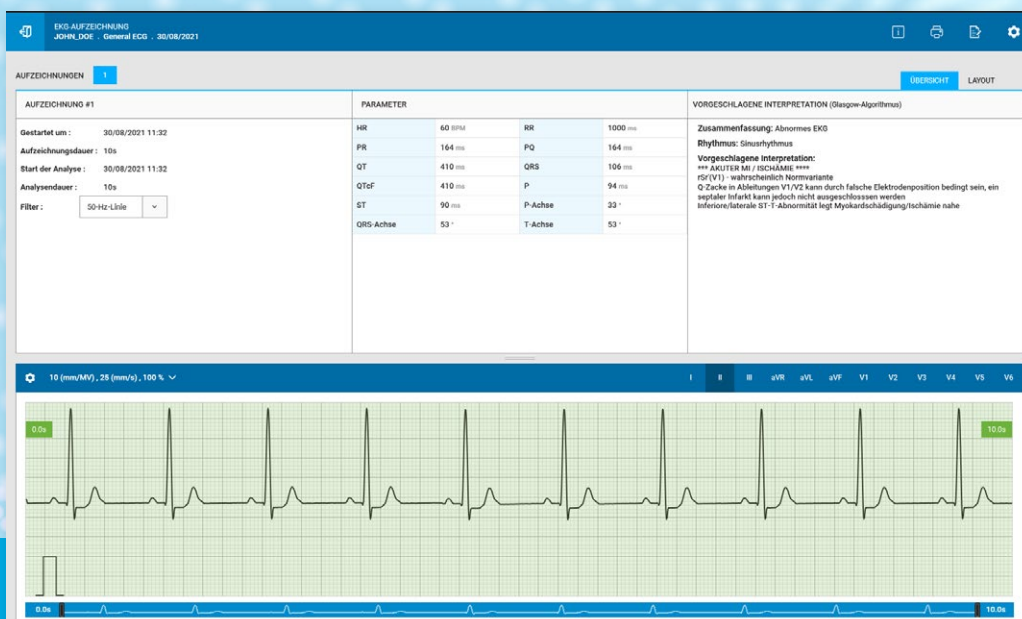 EKG-AUFZEICHNUNG
JOHN_DOE . General ECG . 30/08/2021
AUFZEICHNUNGEN 1
ÜBERSICHT LAYOUT
AUFZEICHNUNG #1
Gestartet um : 30/08/2021 11:32
Aufzeichnungsdauer : 10s
Start der Analyse : 30/08/2021 11:32
Analysendauer : 10s
Filter : 50-Hz-Linie
PARAMETER
HR 60 BPM RR 1000 ms
PR 164 ms PQ 164 ms
QT 410 ms QRS 106 ms
QTcF 410 ms P 94 ms
ST 90 ms P-Achse 33 °
QRS-Achse 53 ° T-Achse 53 °
VORGESCHLAGENE INTERPRETATION (Glasgow-Algorithmus)
Zusammenfassung: Abnormes EKG
Rhythmus: Sinusrhythmus
Vorgeschlagene Interpretation:
*** AKUTER MI / ISCHÄMIE ****
rSr'(V1) - wahrscheinlich Normvariante
Q-Zacke in Ableitungen V1/V2 kann durch falsche Elektrodenposition bedingt sein, ein
septaler Infarkt kann jedoch nicht ausgeschlosssen werden
Inferiore/laterale ST-T-Abnormität legt Myokardschädigung/Ischämie nahe
10 (mm/MV) , 25 (mm/s) , 100 %
I II III aVR aVL aVF V1 V2 V3 V4 V5 V6
0.0s 10.0s
0.0s 10.0s